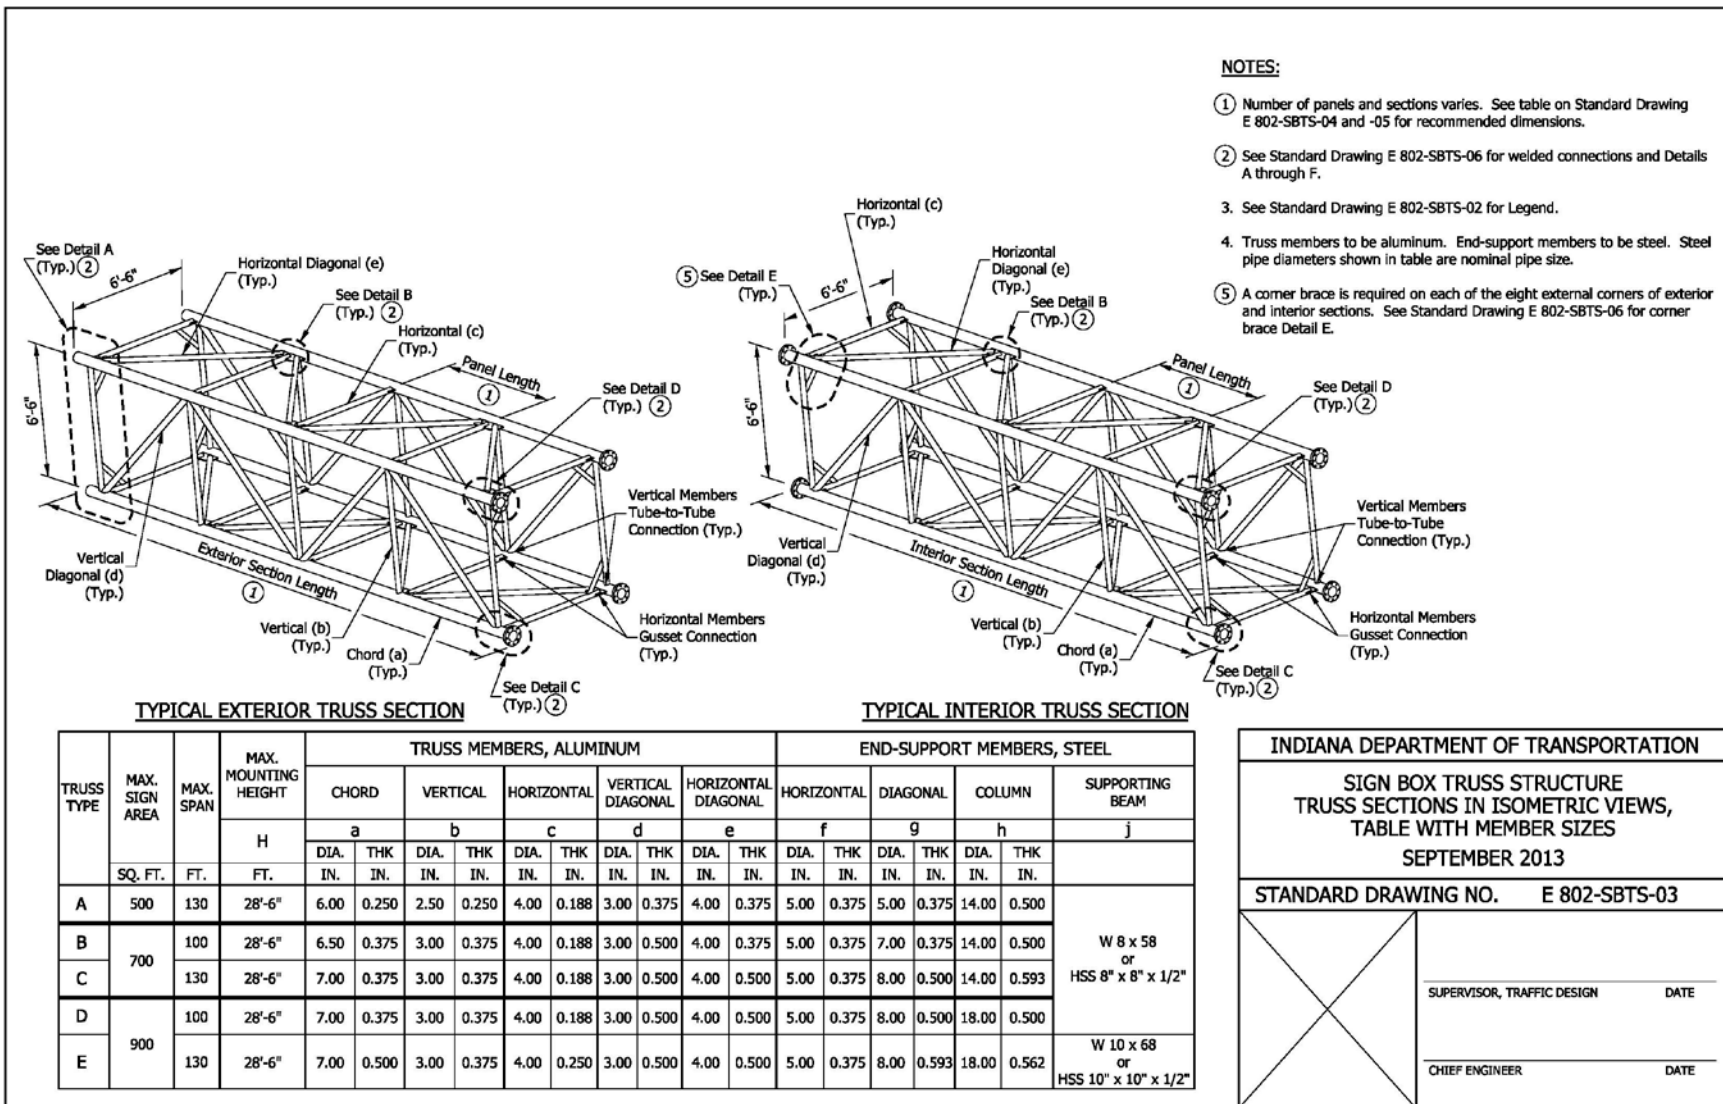 NOTES:
① Number of panels and sections varies. See table on Standard Drawing
E 802-SBTS-04 and -05 for recommended dimensions.
② See Standard Drawing E 802-SBTS-06 for welded connections and Details
A through F.
3. See Standard Drawing E 802-SBTS-02 for Legend.
4. Truss members to be aluminum. End-support members to be steel. Steel
pipe diameters shown in table are nominal pipe size.
⑤ A corner brace is required on each of the eight external corners of exterior
and interior sections. See Standard Drawing E 802-SBTS-06 for corner
brace Detail E.
See Detail A
(Typ.) ②
6'-6"
Horizontal Diagonal (e)
(Typ.)
See Detail B
(Typ.) ②
Horizontal (c)
(Typ.)
Panel Length
①
See Detail D
(Typ.) ②
6'-6"
Vertical
Diagonal (d)
(Typ.)
Exterior Section Length
①
Vertical (b)
(Typ.)
Chord (a)
(Typ.)
See Detail C
(Typ.) ②
Vertical Members
Tube-to-Tube
Connection (Typ.)
Horizontal Members
Gusset Connection
(Typ.)
TYPICAL EXTERIOR TRUSS SECTION
Horizontal (c)
(Typ.)
⑤ See Detail E
(Typ.)
6'-6"
Horizontal
Diagonal (e)
(Typ.)
See Detail B
(Typ.) ②
Panel Length
①
See Detail D
(Typ.) ②
6'-6"
Vertical
Diagonal (d)
(Typ.)
Interior Section Length
①
Vertical (b)
(Typ.)
Chord (a)
(Typ.)
See Detail C
(Typ.) ②
Vertical Members
Tube-to-Tube
Connection (Typ.)
Horizontal Members
Gusset Connection
(Typ.)
TYPICAL INTERIOR TRUSS SECTION
TRUSS TYPE MAX. SIGN AREA MAX. SPAN MAX. MOUNTING HEIGHT TRUSS MEMBERS, ALUMINUM END-SUPPORT MEMBERS, STEEL
CHORD VERTICAL HORIZONTAL VERTICAL DIAGONAL HORIZONTAL DIAGONAL HORIZONTAL DIAGONAL COLUMN SUPPORTING BEAM
H a b c d e f g h j
DIA. THK DIA. THK DIA. THK DIA. THK DIA. THK DIA. THK DIA. THK DIA. THK
SQ. FT. FT. FT. IN. IN. IN. IN. IN. IN. IN. IN. IN. IN. IN. IN. IN. IN. IN. IN.
A 500 130 28'-6" 6.00 0.250 2.50 0.250 4.00 0.188 3.00 0.375 4.00 0.375 5.00 0.375 5.00 0.375 14.00 0.500
B 700 100 28'-6" 6.50 0.375 3.00 0.375 4.00 0.188 3.00 0.500 4.00 0.375 5.00 0.375 7.00 0.375 14.00 0.500 W 8 x 58 or HSS 8" x 8" x 1/2"
C 130 28'-6" 7.00 0.375 3.00 0.375 4.00 0.188 3.00 0.500 4.00 0.500 5.00 0.375 8.00 0.500 14.00 0.593
D 900 100 28'-6" 7.00 0.375 3.00 0.375 4.00 0.188 3.00 0.500 4.00 0.500 5.00 0.375 8.00 0.500 18.00 0.500
E 130 28'-6" 7.00 0.500 3.00 0.375 4.00 0.250 3.00 0.500 4.00 0.500 5.00 0.375 8.00 0.593 18.00 0.562 W 10 x 68 or HSS 10" x 10" x 1/2"
INDIANA DEPARTMENT OF TRANSPORTATION
SIGN BOX TRUSS STRUCTURE
TRUSS SECTIONS IN ISOMETRIC VIEWS,
TABLE WITH MEMBER SIZES
SEPTEMBER 2013
STANDARD DRAWING NO. E 802-SBTS-03
SUPERVISOR, TRAFFIC DESIGN DATE
CHIEF ENGINEER DATE